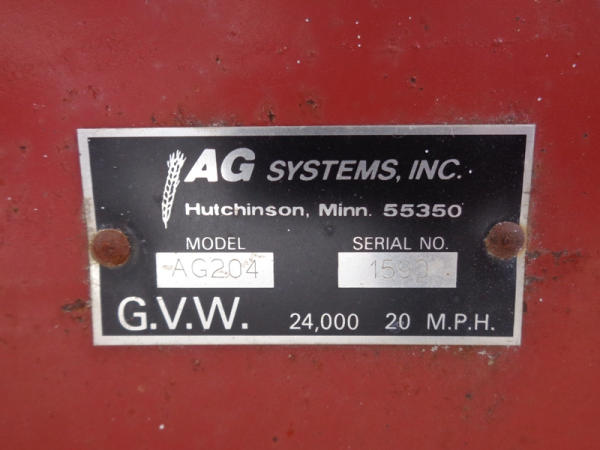 AG SYSTEMS, INC.
Hutchinson, Minn. 55350
MODEL SERIAL NO.
AG204
G.V.W. 24,000 20 M.P.H.